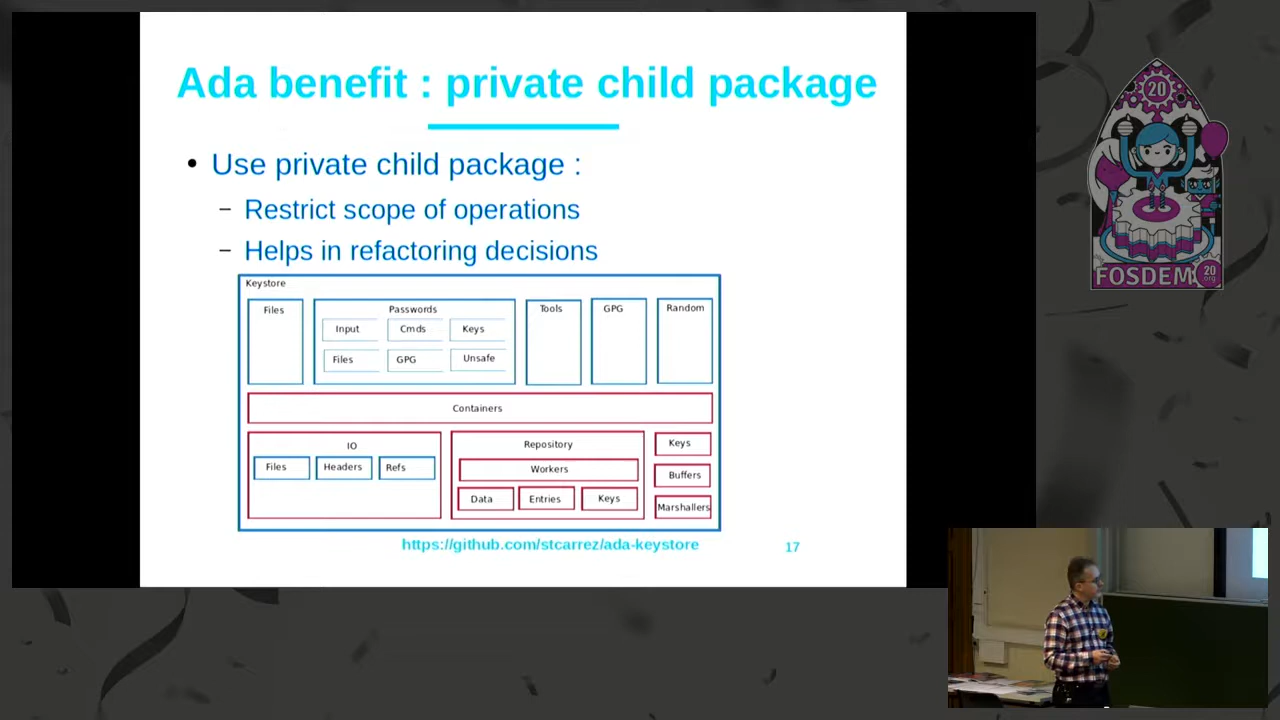 Ada benefit : private child package
Use private child package :
Restrict scope of operations
Helps in refactoring decisions
Keystore
Files
Passwords
Input Cmds Keys
Files GPG Unsafe
Tools
GPG
Random
Containers
IO
Files Headers Refs
Repository
Workers
Data Entries Keys
Keys
Buffers
Marshallers
https://github.com/stcarrez/ada-keystore
17
20
FOSDEM
20
org